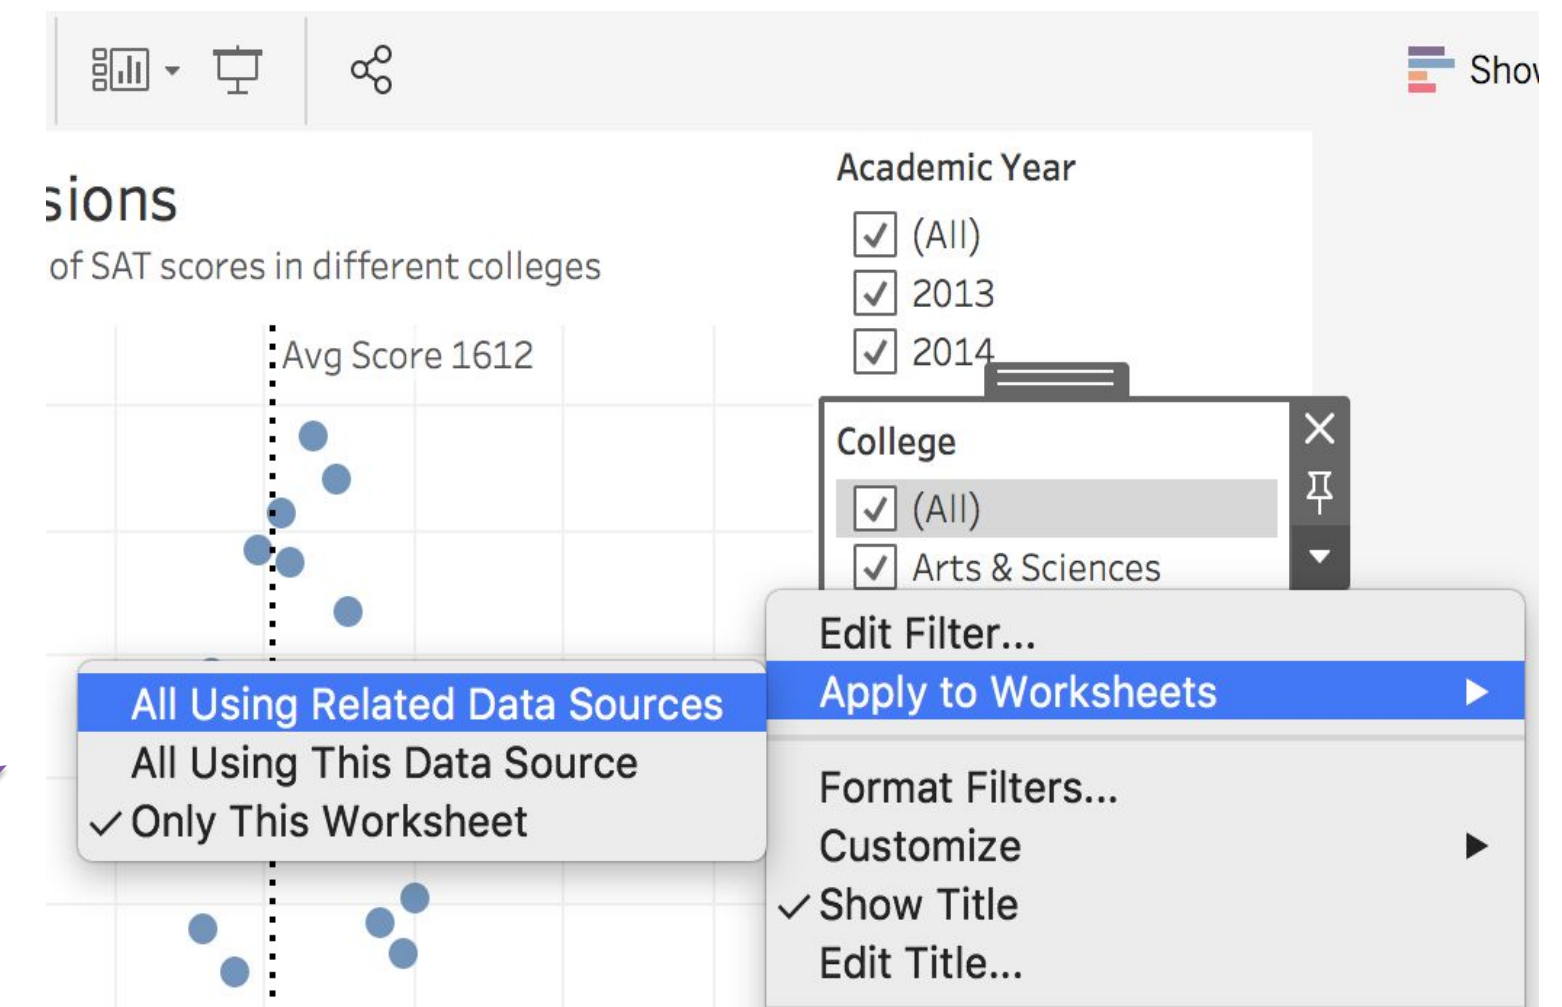 Show
sions
of SAT scores in different colleges
Avg Score 1612
Academic Year
(All)
2013
2014
College
(All)
Arts & Sciences
Edit Filter...
Apply to Worksheets
All Using Related Data Sources
All Using This Data Source
Only This Worksheet
Format Filters...
Customize
Show Title
Edit Title...